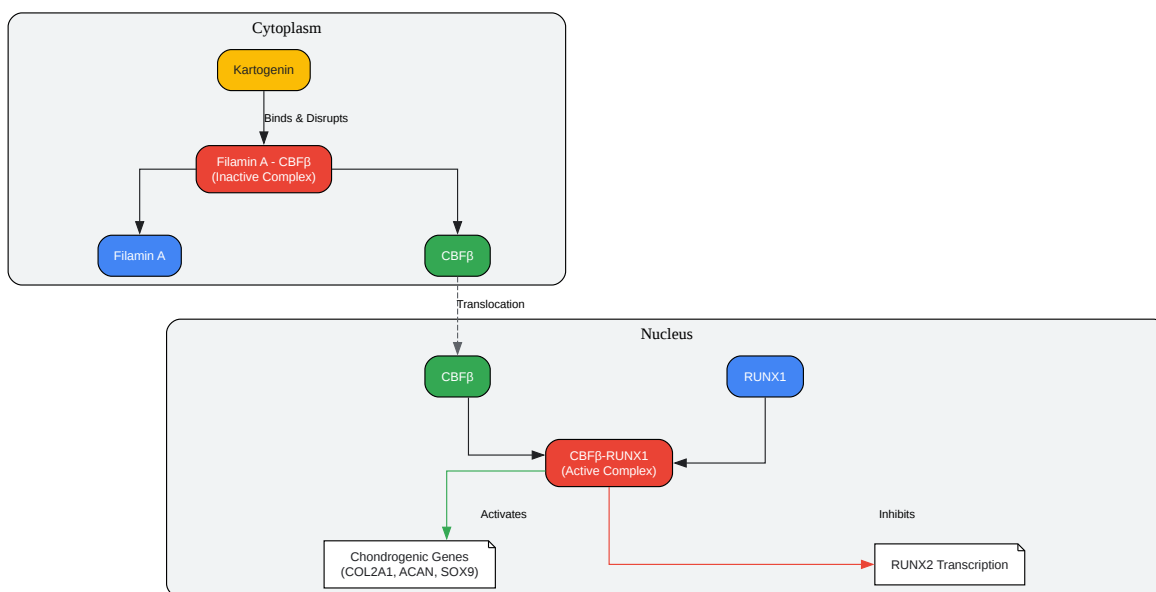 Cytoplasm
Kartogenin
Binds & Disrupts
Filamin A - CBFβ
(Inactive Complex)
Filamin A
CBFβ
Translocation
Nucleus
CBFβ
RUNX1
CBFβ-RUNX1
(Active Complex)
Activates
Inhibits
Chondrogenic Genes
(COL2A1, ACAN, SOX9)
RUNX2 Transcription